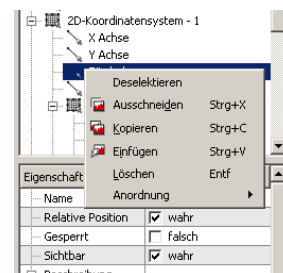 2D-Koordinatensystem - 1
X Achse
Y Achse
Deselektieren
Ausschneiden Strg+X
Kopieren Strg+C
Einfügen Strg+V
Löschen Entf
Anordnung
Eigenschaft
Name
Relative Position wahr
Gesperrt falsch
Sichtbar wahr